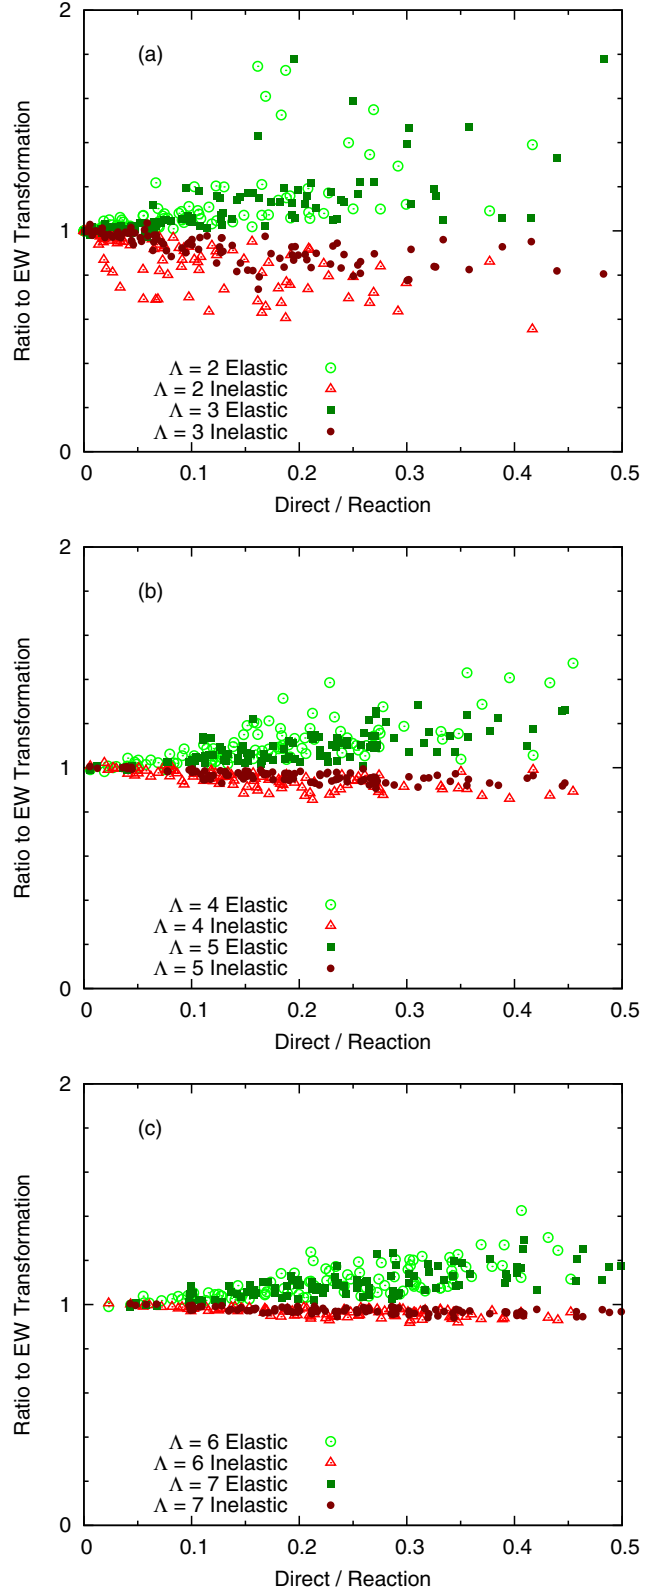 2
(a)
1
0
Ratio to EW Transformation
Λ = 2 Elastic
Λ = 2 Inelastic
Λ = 3 Elastic
Λ = 3 Inelastic
0 0.1 0.2 0.3 0.4 0.5
Direct / Reaction
2
(b)
1
0
Ratio to EW Transformation
Λ = 4 Elastic
Λ = 4 Inelastic
Λ = 5 Elastic
Λ = 5 Inelastic
0 0.1 0.2 0.3 0.4 0.5
Direct / Reaction
2
(c)
1
0
Ratio to EW Transformation
Λ = 6 Elastic
Λ = 6 Inelastic
Λ = 7 Elastic
Λ = 7 Inelastic
0 0.1 0.2 0.3 0.4 0.5
Direct / Reaction